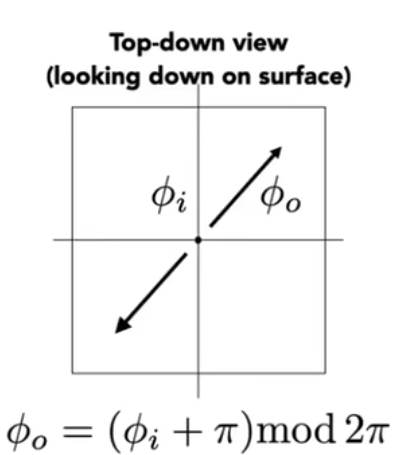 Top-down view
(looking down on surface)
ϕi ϕo
ϕo = (ϕi + π)mod 2π